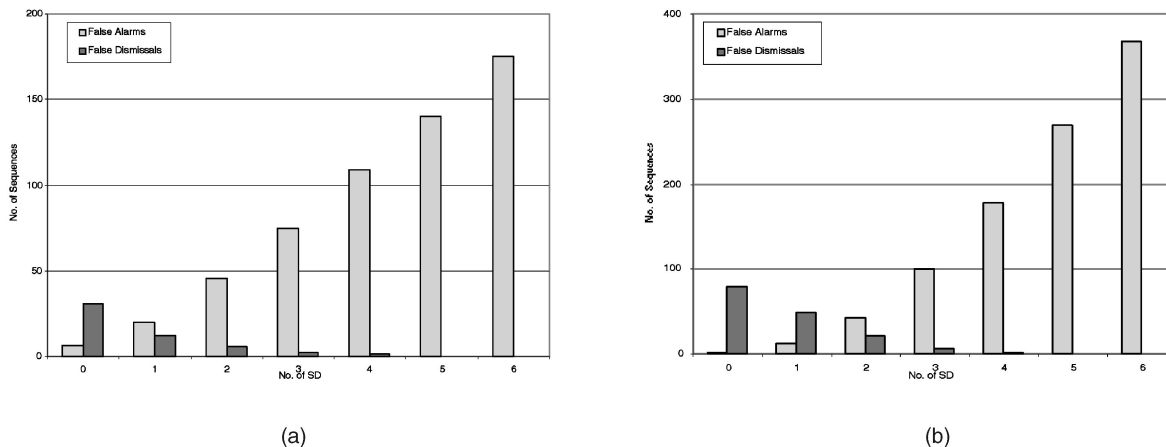 200
False Alarms
False Dismissals
150
No. of Sequences
100
50
0
0 1 2 3 4 5 6
No. of SD
(a)
400
False Alarms
False Dismissals
300
No. of Sequences
200
100
0
0 1 2 3 4 5 6
No. of SD
(b)